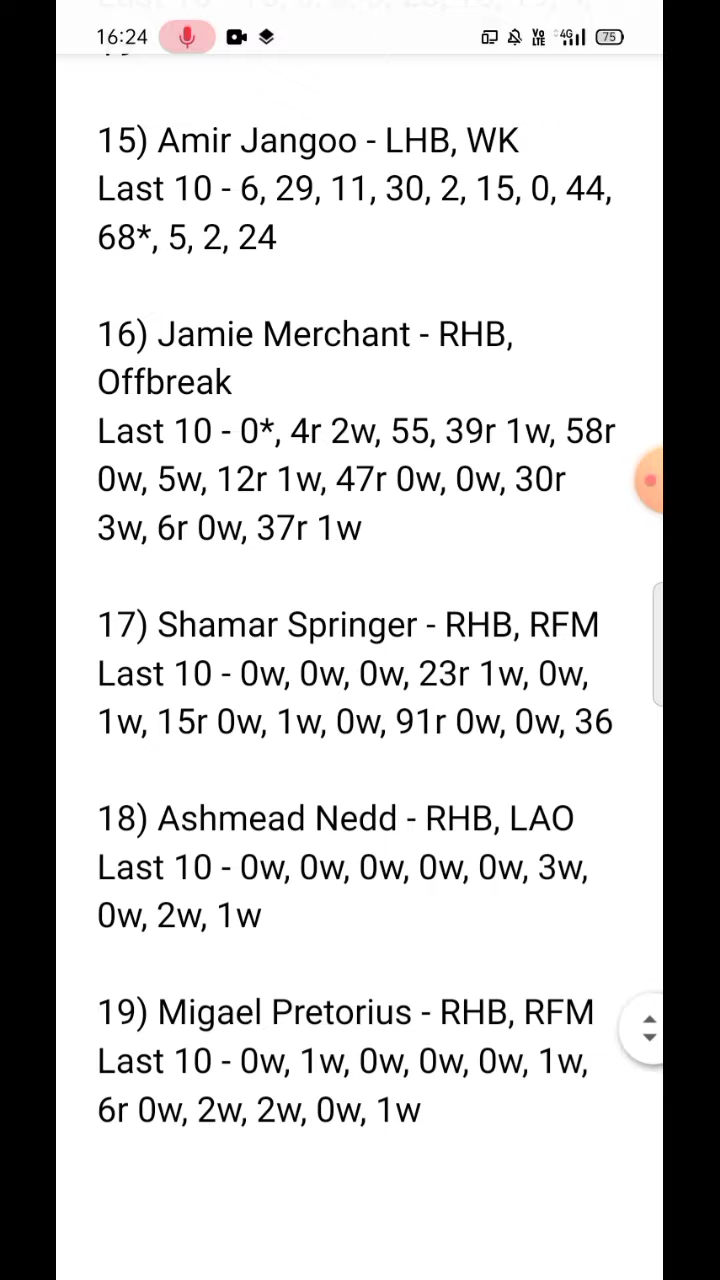 16:24
VO LTE 4G 75
15) Amir Jangoo - LHB, WK
Last 10 - 6, 29, 11, 30, 2, 15, 0, 44,
68*, 5, 2, 24
16) Jamie Merchant - RHB,
Offbreak
Last 10 - 0*, 4r 2w, 55, 39r 1w, 58r
0w, 5w, 12r 1w, 47r 0w, 0w, 30r
3w, 6r 0w, 37r 1w
17) Shamar Springer - RHB, RFM
Last 10 - 0w, 0w, 0w, 23r 1w, 0w,
1w, 15r 0w, 1w, 0w, 91r 0w, 0w, 36
18) Ashmead Nedd - RHB, LAO
Last 10 - 0w, 0w, 0w, 0w, 0w, 3w,
0w, 2w, 1w
19) Migael Pretorius - RHB, RFM
Last 10 - 0w, 1w, 0w, 0w, 0w, 1w,
6r 0w, 2w, 2w, 0w, 1w